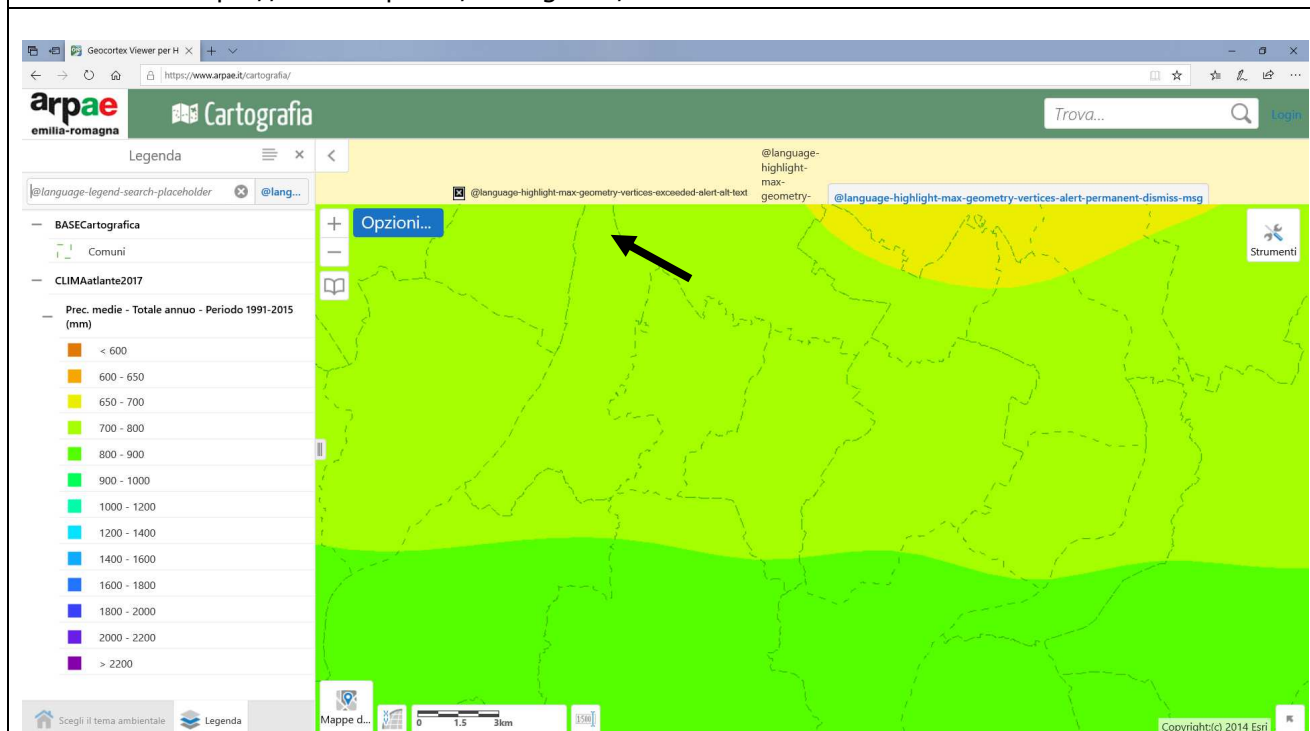 Geocortex Viewer per H
https://www.arpae.it/cartografia/
arpae
emilia-romagna
Cartografia
Trova...
Login
Legenda
@language-legend-search-placeholder
@lang...
@language-highlight-max-geometry-vertices-exceeded-alert-alt-text
@language-
highlight-
max-
geometry-
@language-highlight-max-geometry-vertices-alert-permanent-dismiss-msg
BASECartografica
Comuni
CLIMAatlante2017
Prec. medie - Totale annuo - Periodo 1991-2015
(mm)
< 600
600 - 650
650 - 700
700 - 800
800 - 900
900 - 1000
1000 - 1200
1200 - 1400
1400 - 1600
1600 - 1800
1800 - 2000
2000 - 2200
> 2200
Opzioni...
Strumenti
Scegli il tema ambientale
Legenda
Mappe d...
0 1.5 3km
Copyright:(c) 2014 Esri